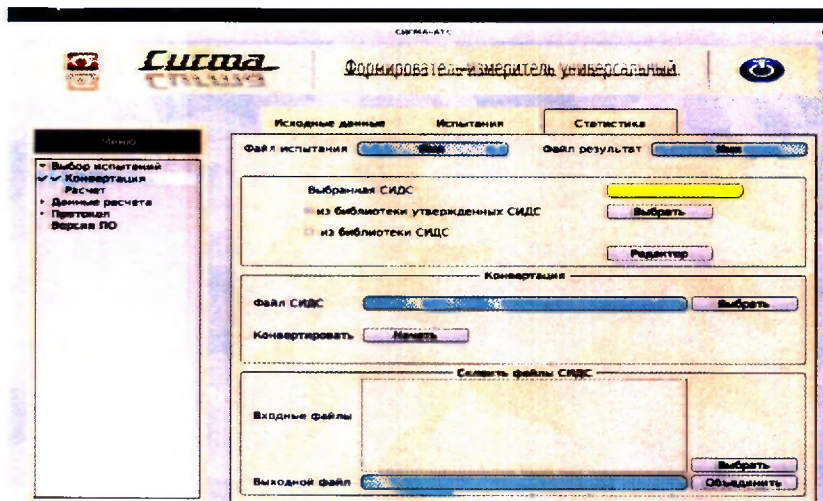 СИГМА-АТС
Сигма
Формирователь-измеритель универсальный
Исходные данные Испытания Статистика
Меню
Файл испытания Имя Файл результат Имя
Выбор испытаний
Конвертация
Расчет
Данные расчета
Протокол
Версия ПО
Выбранная СИДС
из библиотеки утвержденных СИДС Выбрать
из библиотеки СИДС
Редактор
Конвертация
Файл СИДС Выбрать
Конвертировать Начать
Склеить файлы СИДС
Входные файлы
Выбрать
Выходной файл Объединить